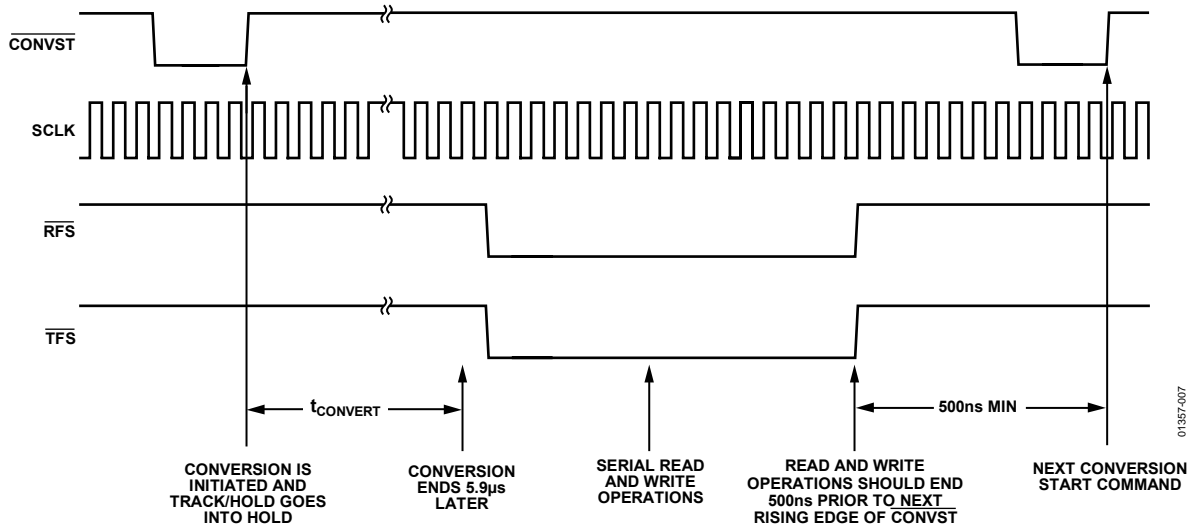 CONVST
SCLK
RFS
TFS
tCONVERT
500ns MIN
CONVERSION IS
INITIATED AND
TRACK/HOLD GOES
INTO HOLD
CONVERSION
ENDS 5.9µs
LATER
SERIAL READ
AND WRITE
OPERATIONS
READ AND WRITE
OPERATIONS SHOULD END
500ns PRIOR TO NEXT
RISING EDGE OF CONVST
NEXT CONVERSION
START COMMAND
01357-007